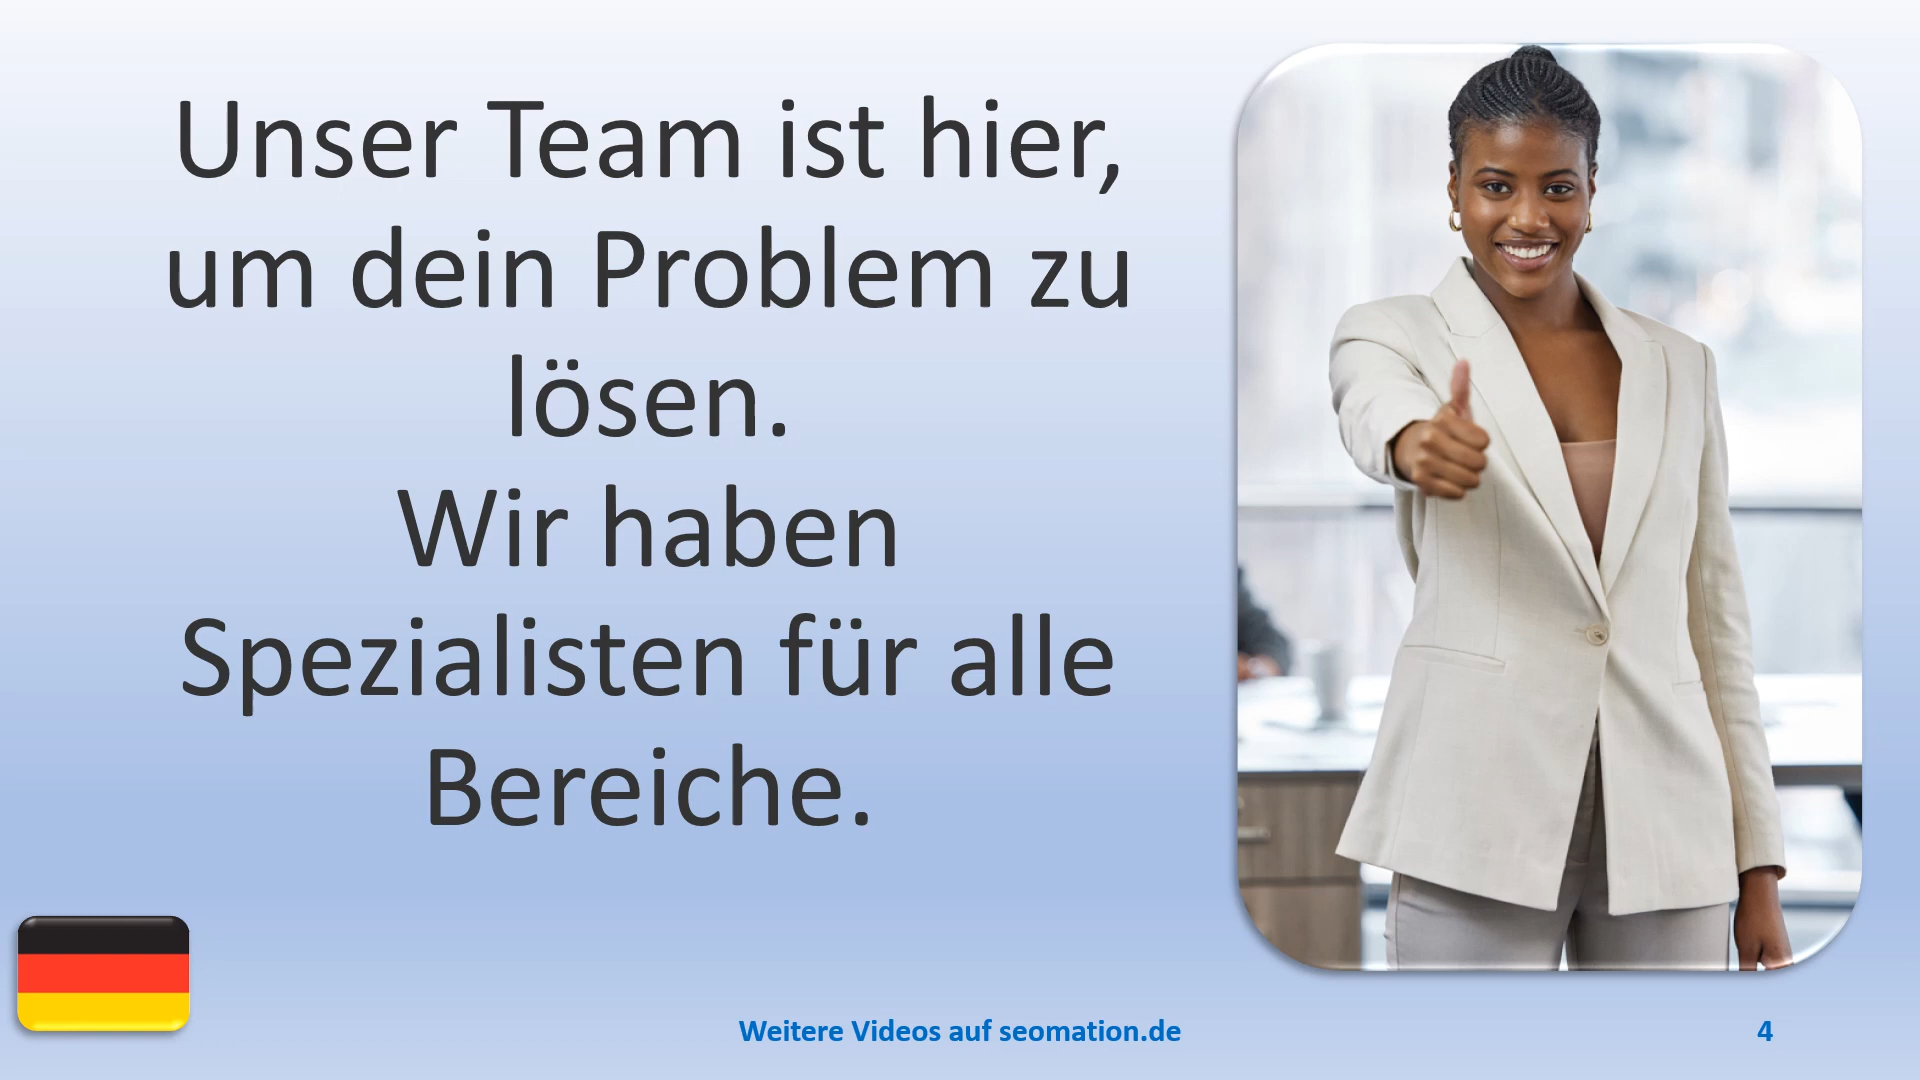 Unser Team ist hier,
um dein Problem zu
lösen.
Wir haben
Spezialisten für alle
Bereiche.
Weitere Videos auf seomation.de
4